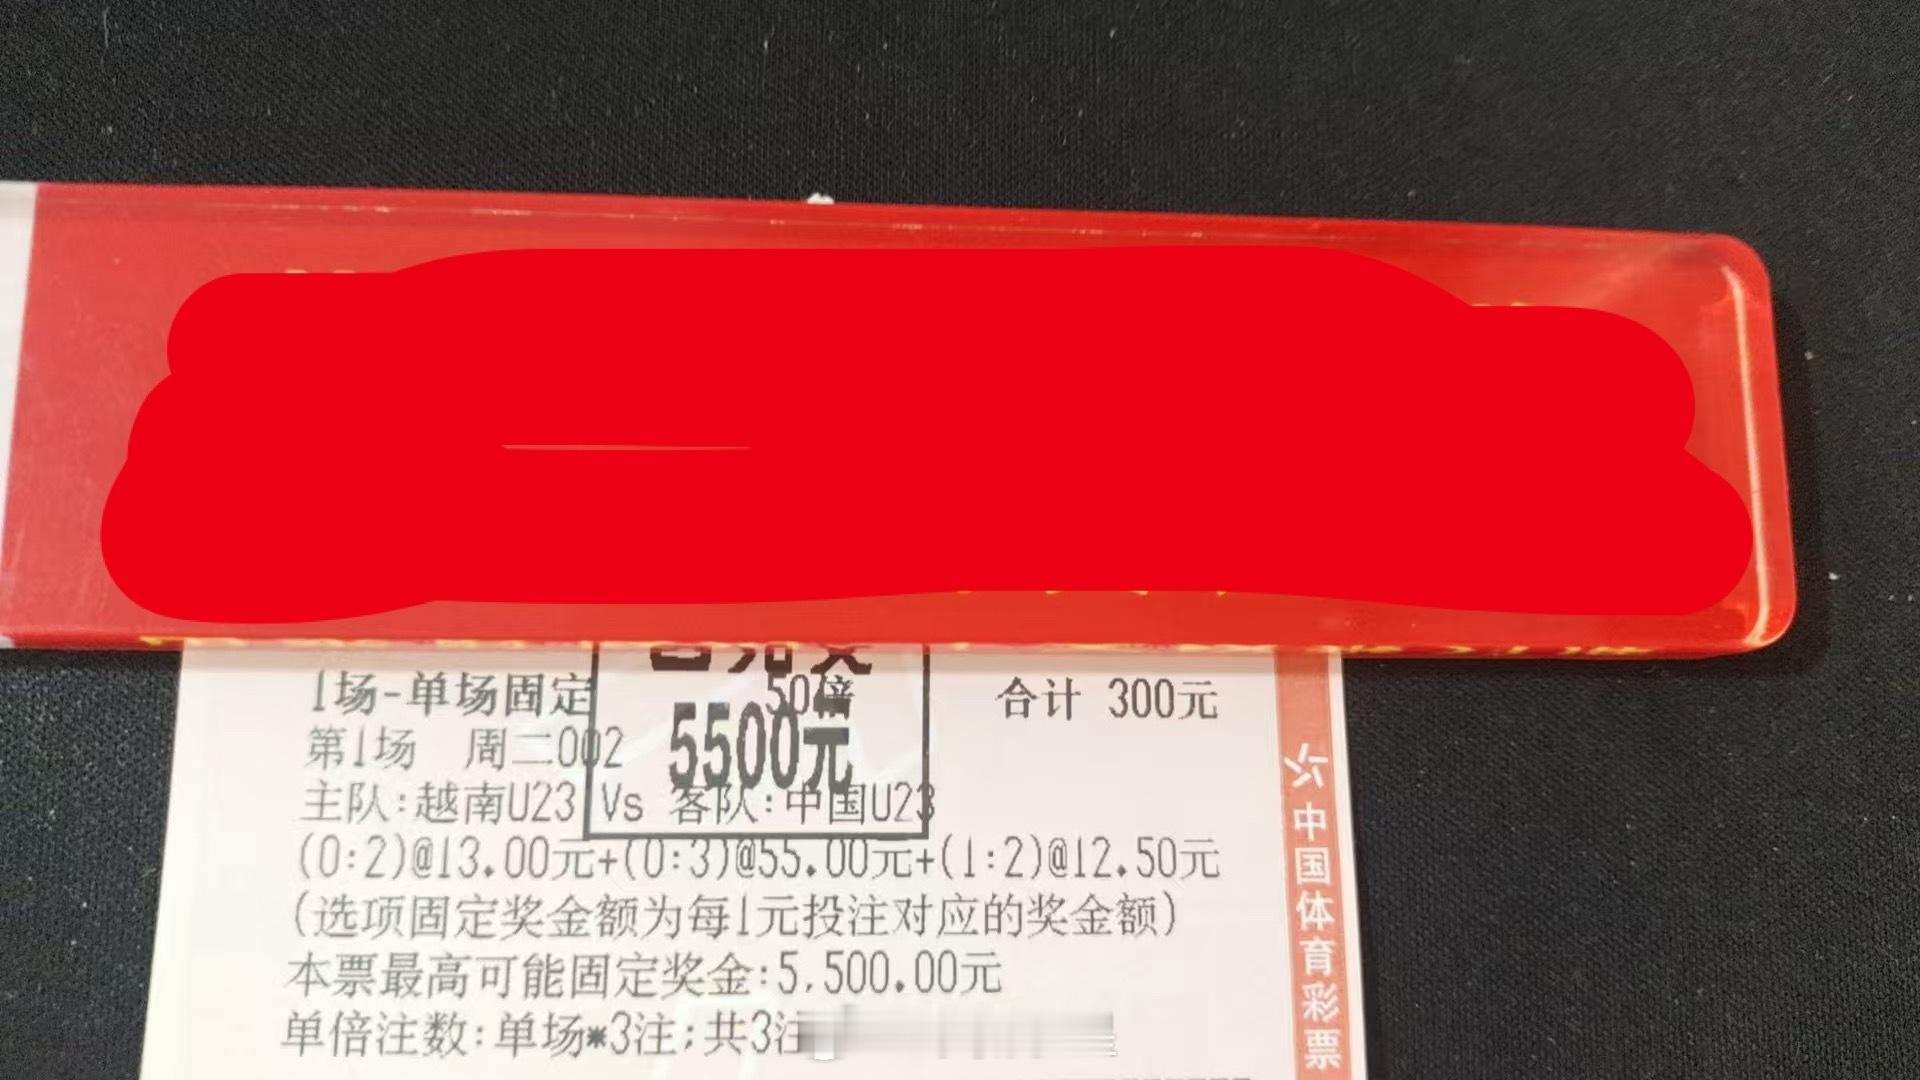 1场-单场固定 50倍 合计 300元
5500元
第1场 周二002
主队:越南U23 Vs 客队:中国U23
(0:2)@13.00元+(0:3)@55.00元+(1:2)@12.50元
(选项固定奖金额为每1元投注对应的奖金额)
本票最高可能固定奖金:5,500.00元
单倍注数:单场*3注;共3注
中国体育彩票